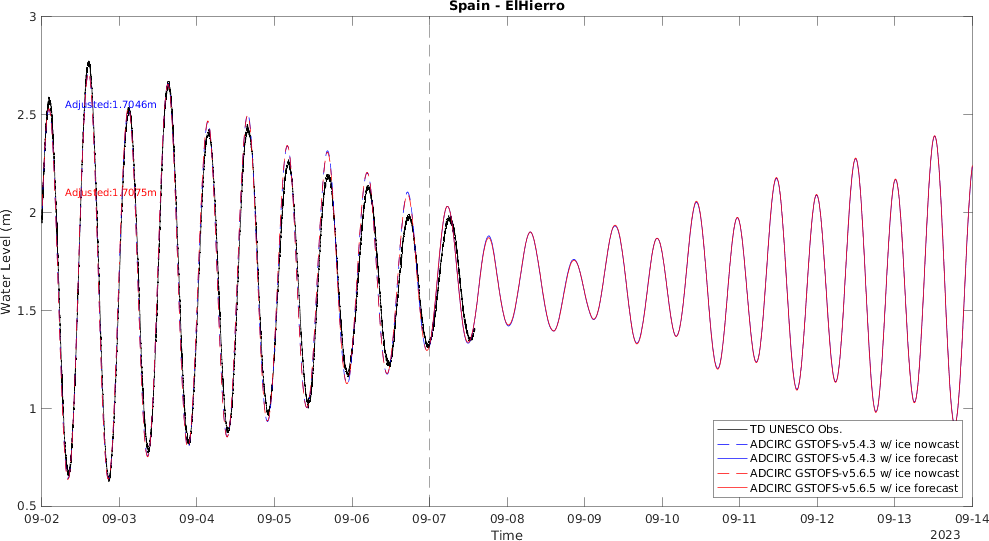 Spain - ElHierro
3
2.5
2
1.5
1
0.5
Water Level (m)
Adjusted:1.7046m
Adjusted:1.7075m
TD UNESCO Obs.
ADCIRC GSTOFS-v5.4.3 w/ ice nowcast
ADCIRC GSTOFS-v5.4.3 w/ ice forecast
ADCIRC GSTOFS-v5.6.5 w/ ice nowcast
ADCIRC GSTOFS-v5.6.5 w/ ice forecast
09-02 09-03 09-04 09-05 09-06 09-07 09-08 09-09 09-10 09-11 09-12 09-13 09-14
Time
2023